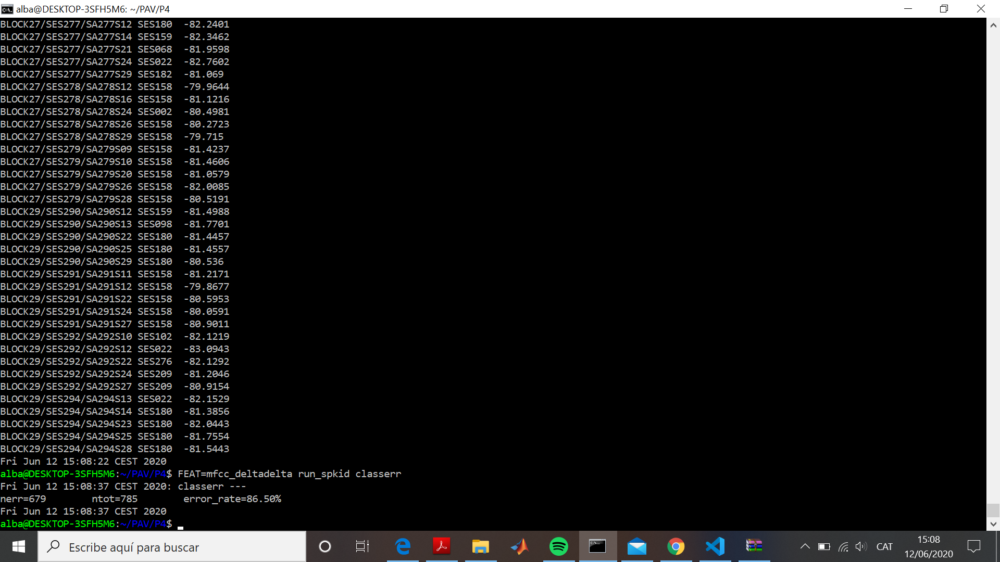 alba@DESKTOP-3SFH5M6: ~/PAV/P4
BLOCK27/SES277/SA277S12 SES180  -82.2401
BLOCK27/SES277/SA277S14 SES159  -82.3462
BLOCK27/SES277/SA277S21 SES068  -81.9598
BLOCK27/SES277/SA277S24 SES022  -82.7602
BLOCK27/SES277/SA277S29 SES182  -81.069
BLOCK27/SES278/SA278S12 SES158  -79.9644
BLOCK27/SES278/SA278S16 SES158  -81.1216
BLOCK27/SES278/SA278S24 SES002  -80.4981
BLOCK27/SES278/SA278S26 SES158  -80.2723
BLOCK27/SES278/SA278S29 SES158  -79.715
BLOCK27/SES279/SA279S09 SES158  -81.4237
BLOCK27/SES279/SA279S10 SES158  -81.4606
BLOCK27/SES279/SA279S20 SES158  -81.0579
BLOCK27/SES279/SA279S26 SES158  -82.0085
BLOCK27/SES279/SA279S28 SES158  -80.5191
BLOCK29/SES290/SA290S12 SES159  -81.4988
BLOCK29/SES290/SA290S13 SES098  -81.7701
BLOCK29/SES290/SA290S22 SES180  -81.4457
BLOCK29/SES290/SA290S25 SES180  -81.4557
BLOCK29/SES290/SA290S29 SES180  -80.536
BLOCK29/SES291/SA291S11 SES158  -81.2171
BLOCK29/SES291/SA291S12 SES158  -79.8677
BLOCK29/SES291/SA291S22 SES158  -80.5953
BLOCK29/SES291/SA291S24 SES158  -80.0591
BLOCK29/SES291/SA291S27 SES158  -80.9011
BLOCK29/SES292/SA292S10 SES102  -82.1219
BLOCK29/SES292/SA292S12 SES022  -83.0943
BLOCK29/SES292/SA292S22 SES276  -82.1292
BLOCK29/SES292/SA292S24 SES209  -81.2046
BLOCK29/SES292/SA292S27 SES209  -80.9154
BLOCK29/SES294/SA294S13 SES022  -82.1529
BLOCK29/SES294/SA294S14 SES180  -81.3856
BLOCK29/SES294/SA294S23 SES180  -82.0443
BLOCK29/SES294/SA294S25 SES180  -81.7554
BLOCK29/SES294/SA294S28 SES180  -81.5443
Fri Jun 12 15:08:22 CEST 2020
alba@DESKTOP-3SFH5M6:~/PAV/P4$ FEAT=mfcc_deltadelta run_spkid classerr
Fri Jun 12 15:08:37 CEST 2020: classerr ---
nerr=679        ntot=785        error_rate=86.50%
Fri Jun 12 15:08:37 CEST 2020
alba@DESKTOP-3SFH5M6:~/PAV/P4$
Escribe aquí para buscar
CAT
15:08
12/06/2020